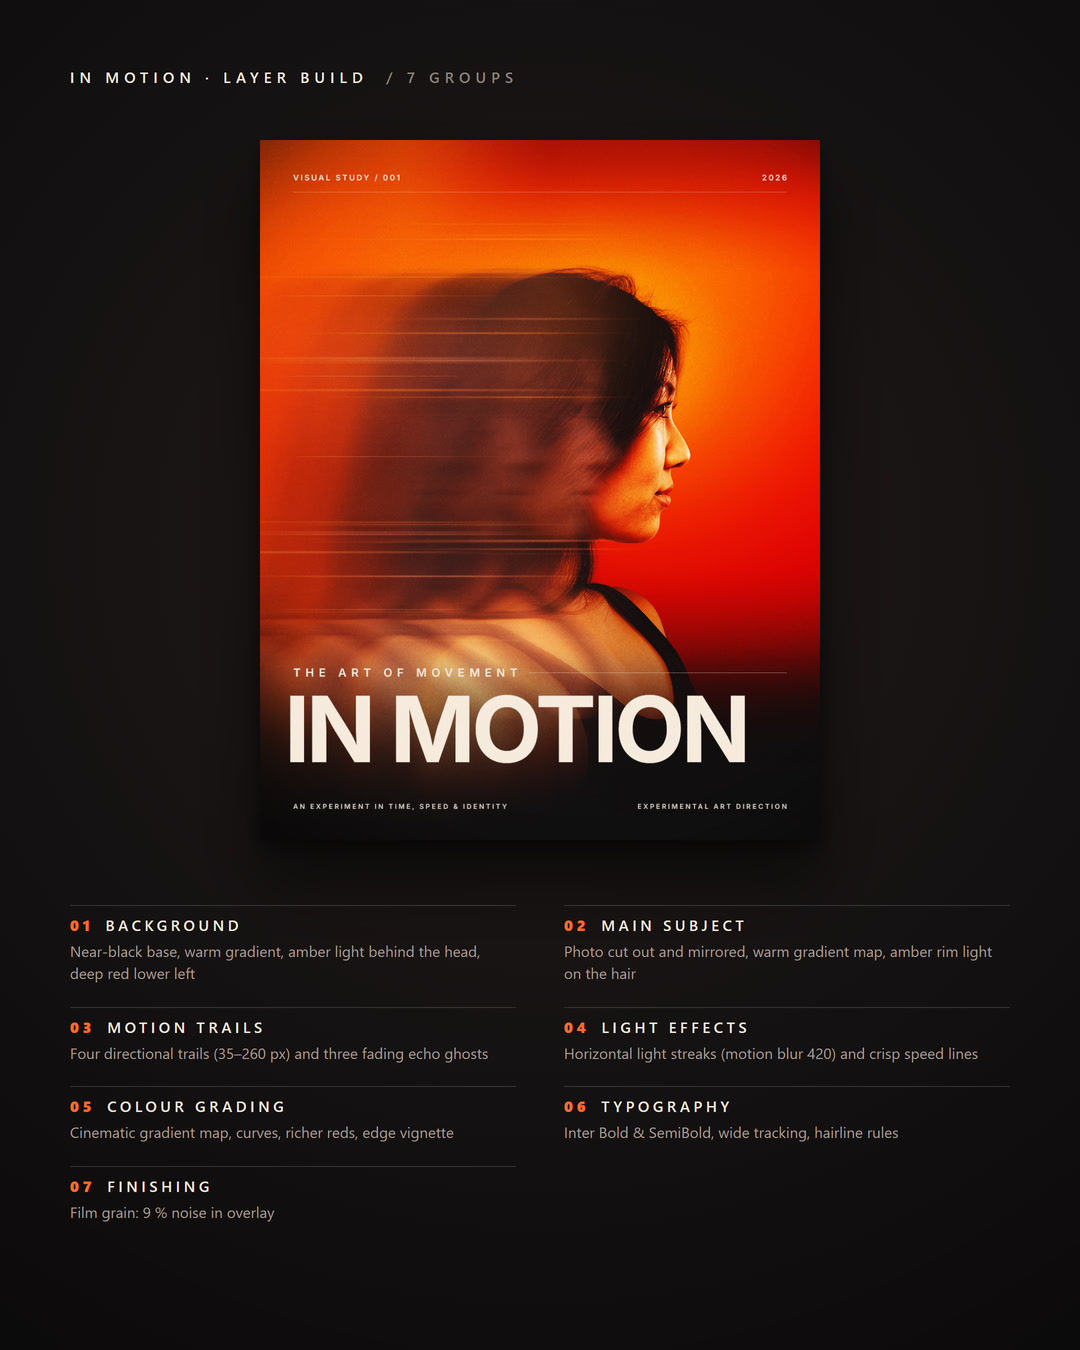 IN MOTION · LAYER BUILD / 7 GROUPS
VISUAL STUDY / 001
2026
THE ART OF MOVEMENT
IN MOTION
AN EXPERIMENT IN TIME, SPEED & IDENTITY
EXPERIMENTAL ART DIRECTION
01 BACKGROUND
Near-black base, warm gradient, amber light behind the head,
deep red lower left
02 MAIN SUBJECT
Photo cut out and mirrored, warm gradient map, amber rim light
on the hair
03 MOTION TRAILS
Four directional trails (35–260 px) and three fading echo ghosts
04 LIGHT EFFECTS
Horizontal light streaks (motion blur 420) and crisp speed lines
05 COLOUR GRADING
Cinematic gradient map, curves, richer reds, edge vignette
06 TYPOGRAPHY
Inter Bold & SemiBold, wide tracking, hairline rules
07 FINISHING
Film grain: 9 % noise in overlay